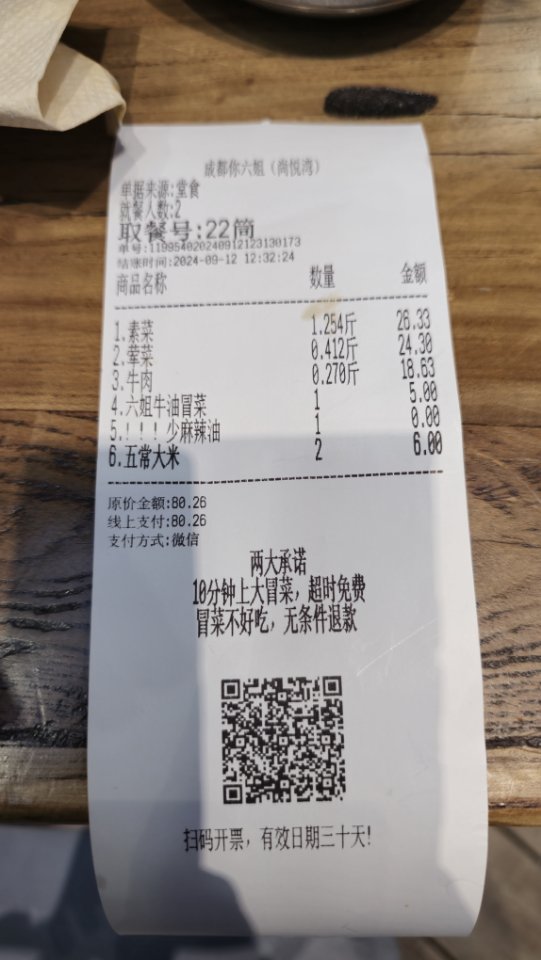 成都你六姐（尚悦湾）
单据来源:堂食
就餐人数:2
取餐号:22筒
单号:119954020240912123130173
结账时间:2024-09-12 12:32:24
商品名称 数量 金额
1.素菜 1.254斤 26.33
2.荤菜 0.412斤 24.30
3.牛肉 0.270斤 18.63
4.六姐牛油冒菜 1 5.00
5.!!!少麻辣油 1 0.00
6.五常大米 2 6.00
原价金额:80.26
线上支付:80.26
支付方式:微信
两大承诺
10分钟上大冒菜，超时免费
冒菜不好吃，无条件退款
扫码开票，有效日期三十天!